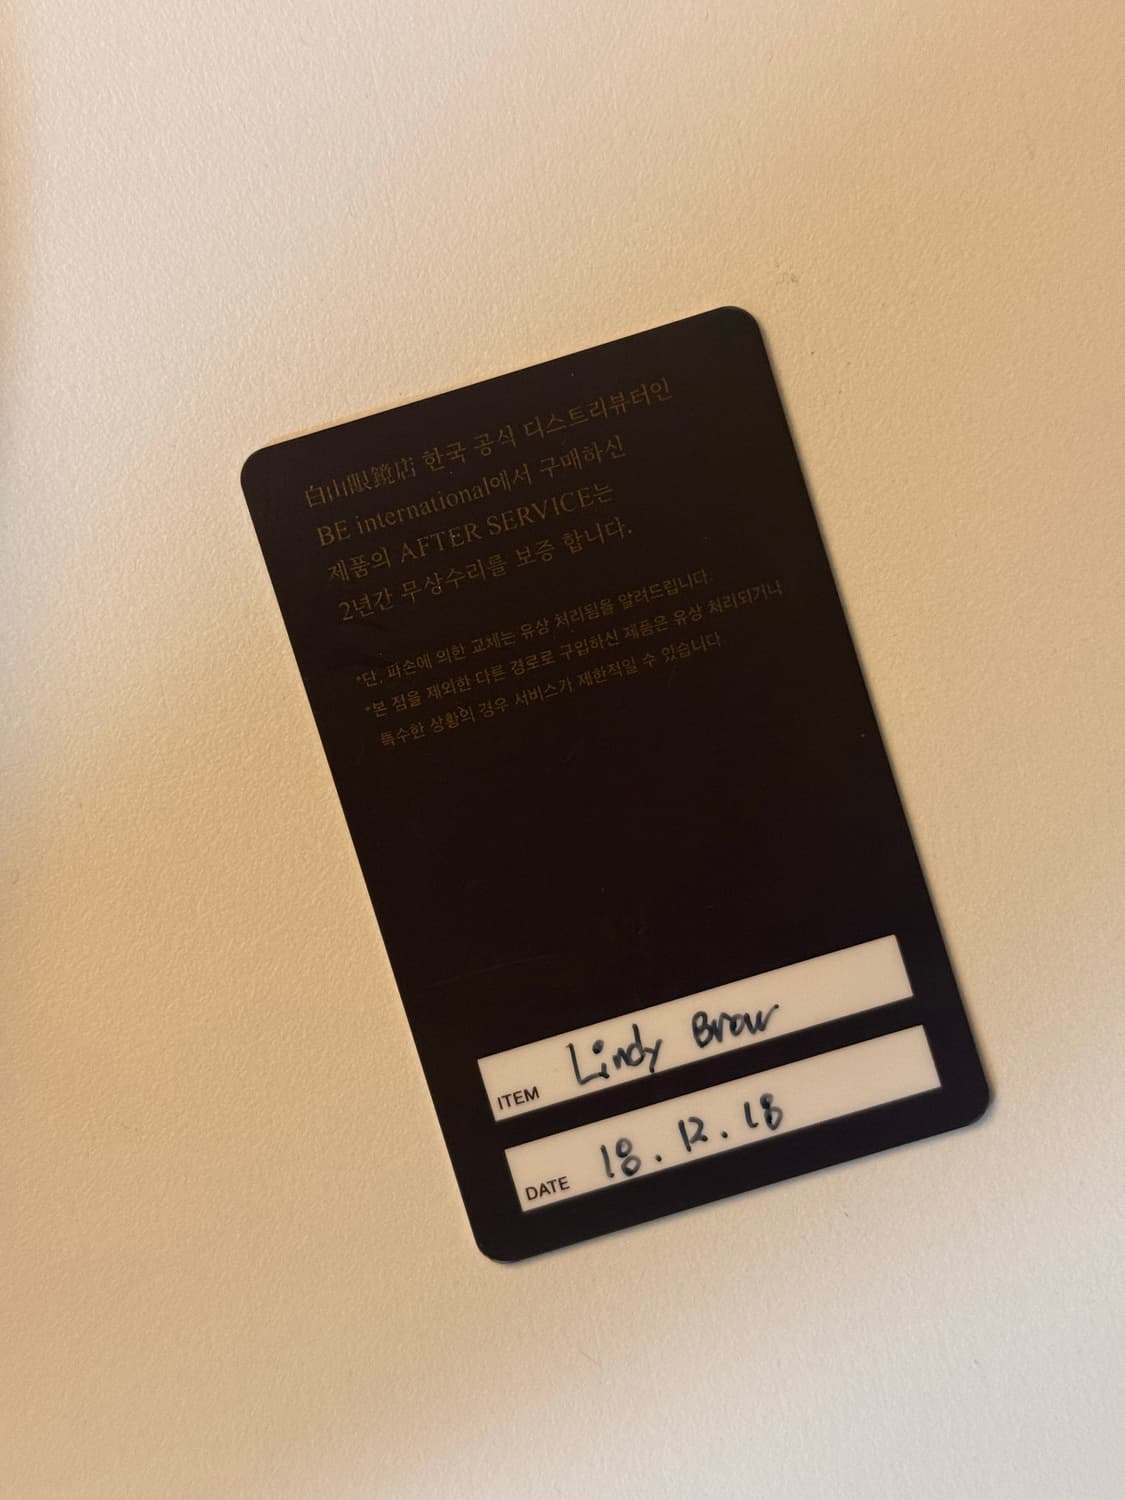 白山眼鏡店 한국 공식 디스트리뷰터인
BE international에서 구매하신
제품의 AFTER SERVICE는
2년간 무상수리를 보증 합니다.
*단, 파손에 의한 교체는 유상 처리됨을 알려드립니다.
*본 점을 제외한 다른 경로로 구입하신 제품은 유상 처리되거나
특수한 상황의 경우 서비스가 제한적일 수 있습니다
ITEM Lindy Brow
DATE 18.12.18